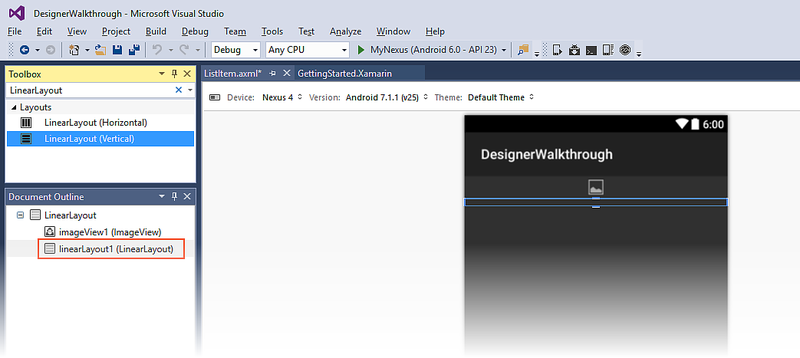 DesignerWalkthrough - Microsoft Visual Studio
File Edit View Project Build Debug Team Tools Test Analyze Window Help
Debug Any CPU MyNexus (Android 6.0 - API 23)
Toolbox
LinearLayout
Layouts
LinearLayout (Horizontal)
LinearLayout (Vertical)
Document Outline
LinearLayout
imageView1 (ImageView)
linearLayout1 (LinearLayout)
ListItem.axml* GettingStarted.Xamarin
Device: Nexus 4 Version: Android 7.1.1 (v25) Theme: Default Theme
6:00
DesignerWalkthrough